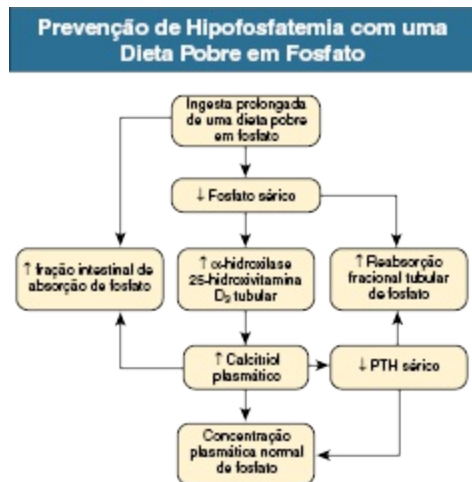 Prevenção de Hipofosfatemia com uma
Dieta Pobre em Fosfato
Ingesta prolongada
de uma dieta pobre
em fosfato
↓ Fosfato sérico
↑ fração intestinal de
absorção de fosfato
↑ α-hidroxilase
25-hidroxivitamina
D₃ tubular
↑ Reabsorção
fracional tubular
de fosfato
↑ Calcitriol
plasmático
↓ PTH sérico
Concentração
plasmática normal
de fosfato